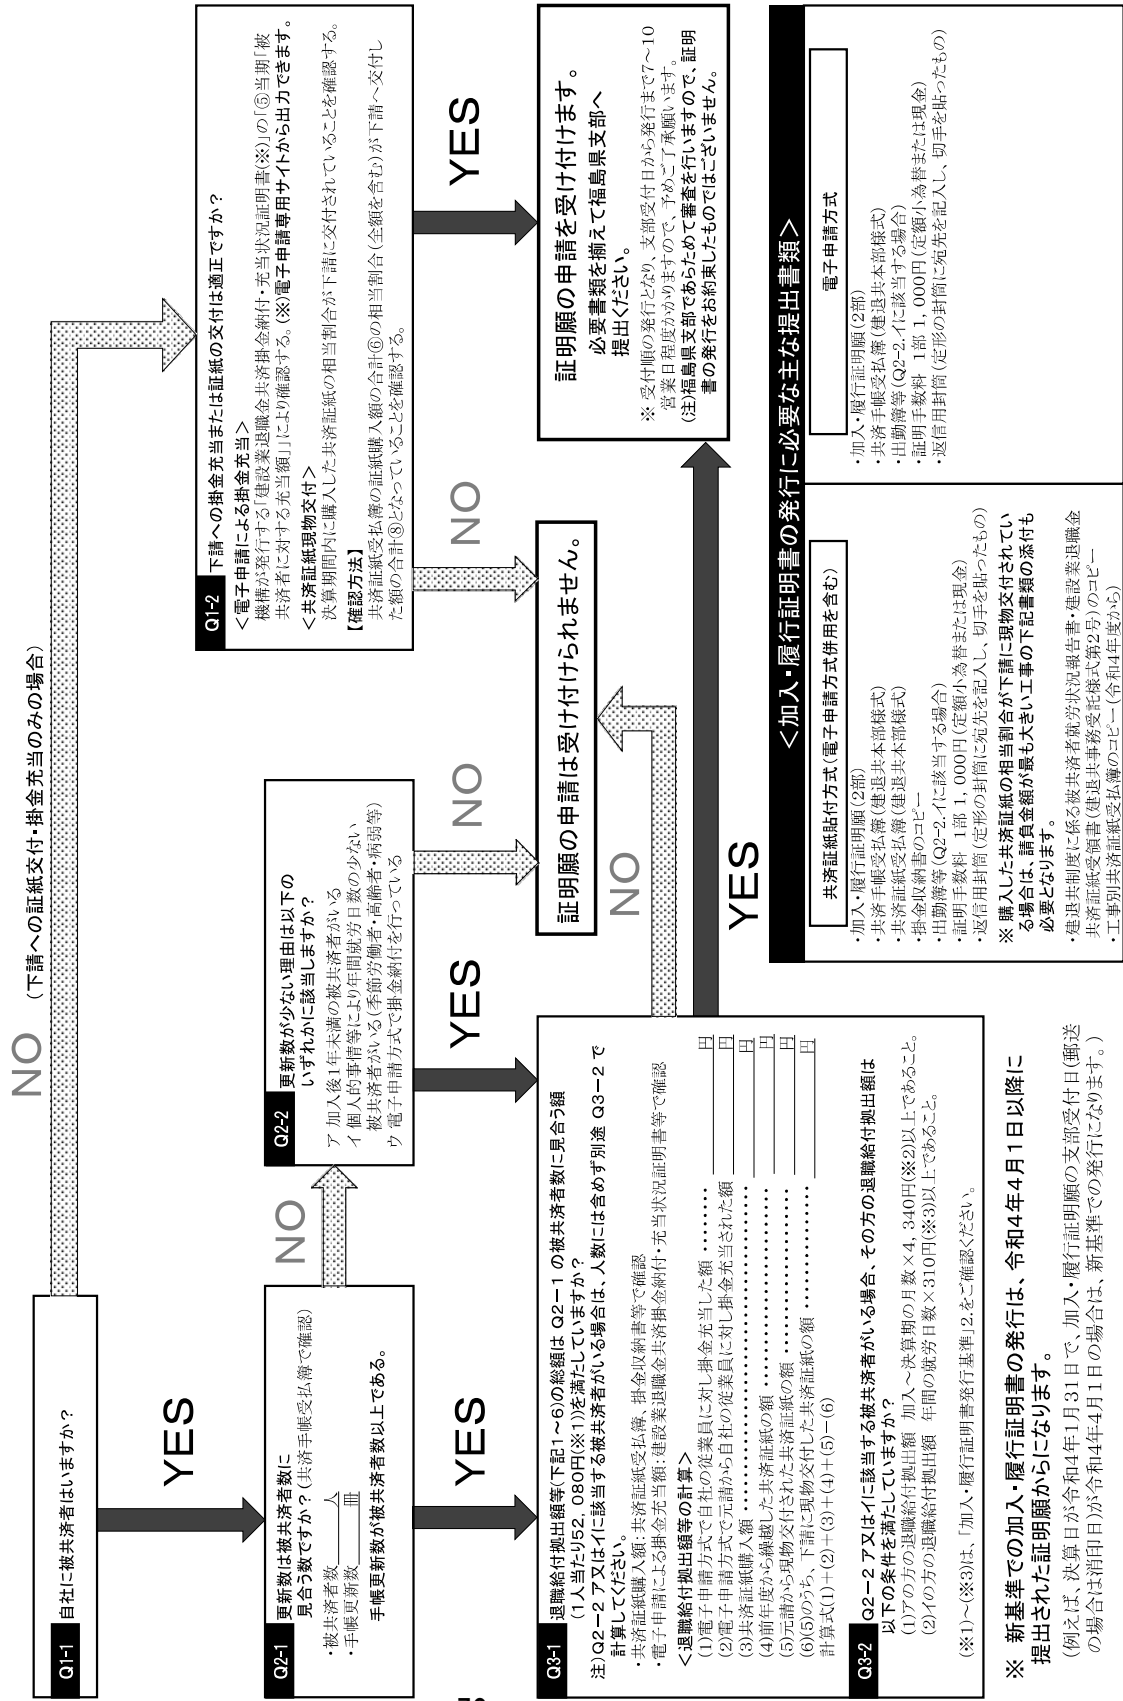 NO (下請への証紙交付・掛金充当のみの場合)
Q1-1 自社に被共済者はいますか?
YES
Q1-2 下請への掛金充当または証紙の交付は適正ですか?
＜電子申請による掛金充当＞
機構が発行する「建設業退職金共済掛金納付・充当状況証明書(※)」の「⑤当期「被
共済者に対する充当額」」により確認する。(※)電子申請専用サイトから出力できます。
＜共済証紙現物交付＞
決算期間内に購入した共済証紙の相当割合が下請に交付されていることを確認する。
【確認方法】
共済証紙受払簿の証紙購入額の合計⑥の相当割合(全額を含む)が下請へ交付し
た額の合計⑧となっていることを確認する。
NO
YES
Q2-1 更新数は被共済者数に
見合う数ですか?(共済手帳受払簿で確認)
・被共済者数 人
・手帳更新数 冊
手帳更新数が被共済者数以上である。
NO
YES
Q2-2 更新数が少ない理由は以下の
いずれかに該当しますか?
ア 加入後1年未満の被共済者がいる
イ 個人的事情等により年間就労日数の少ない
被共済者がいる(季節労働者・高齢者・病弱等)
ウ 電子申請方式で掛金納付を行っている
YES
NO
証明願の申請は受け付けられません。
証明願の申請を受け付けます。
必要書類を揃えて福島県支部へ
提出ください。
※ 受付順の発行となり、支部受付日から発行まで7～10
営業日程度かかりますので、予めご了承願います。
(注)福島県支部であらためて審査を行いますので、証明
書の発行をお約束したものではございません。
Q3-1 退職給付拠出額等(下記1～6)の総額は Q2－1 の被共済者数に見合う額
(1人当たり52,080円(※1))を満たしていますか?
注)Q2－2 ア又はイに該当する被共済者がいる場合は、人数には含めず別途 Q3－2 で
計算してください。
・共済証紙購入額:共済証紙受払簿、掛金収納書等で確認
・電子申請による掛金充当額:建設業退職金共済掛金納付・充当状況証明書等で確認
＜退職給付拠出額等の計算＞
(1)電子申請方式で自社の従業員に対し掛金充当した額 ‥‥‥‥ 円
(2)電子申請方式で元請から自社の従業員に対し掛金充当された額 円
(3)共済証紙購入額 ‥‥‥‥‥‥‥‥‥‥‥‥‥‥‥‥ 円
(4)前年度から繰越した共済証紙の額 ‥‥‥‥‥‥‥‥‥‥ 円
(5)元請から現物交付された共済証紙の額 ‥‥‥‥‥‥‥‥ 円
(6)(5)のうち、下請に現物交付した共済証紙の額 ‥‥‥‥‥‥ 円
計算式(1)＋(2)＋(3)＋(4)＋(5)－(6)
Q3-2 Q2－2 ア又はイに該当する被共済者がいる場合、その方の退職給付拠出額は
以下の条件を満たしていますか?
(1)アの方の退職給付拠出額 加入～決算期の月数×4,340円(※2)以上であること。
(2)イの方の退職給付拠出額 年間の就労日数×310円(※3)以上であること。
(※1)～(※3)は、「加入・履行証明書発行基準」2.をご確認ください。
NO
YES
※ 新基準での加入・履行証明書の発行は、令和4年4月1日以降に
提出された証明願からになります。
(例えば、決算日が令和4年1月31日で、加入・履行証明願の支部受付日(郵送
の場合は消印日)が令和4年4月1日の場合は、新基準での発行になります。)
＜加入・履行証明書の発行に必要な主な提出書類＞
共済証紙貼付方式(電子申請方式併用を含む)
・加入・履行証明願(2部)
・共済手帳受払簿(建退共本部様式)
・共済証紙受払簿(建退共本部様式)
・掛金収納書のコピー
・出勤簿等(Q2-2.イに該当する場合)
・証明手数料 1部 1,000円(定額小為替または現金)
・返信用封筒(定形の封筒に宛先を記入し、切手を貼ったもの)
※ 購入した共済証紙の相当割合が下請に現物交付されてい
る場合は、請負金額が最も大きい工事の下記書類の添付も
必要となります。
・建退共制度に係る被共済者就労状況報告書・建設業退職金
共済証紙受領書(建退共事務受託様式第2号)のコピー
・工事別共済証紙受払簿のコピー(令和4年度から)
電子申請方式
・加入・履行証明願(2部)
・共済手帳受払簿(建退共本部様式)
・出勤簿等(Q2-2.イに該当する場合)
・証明手数料 1部 1,000円(定額小為替または現金)
・返信用封筒(定形の封筒に宛先を記入し、切手を貼ったもの)